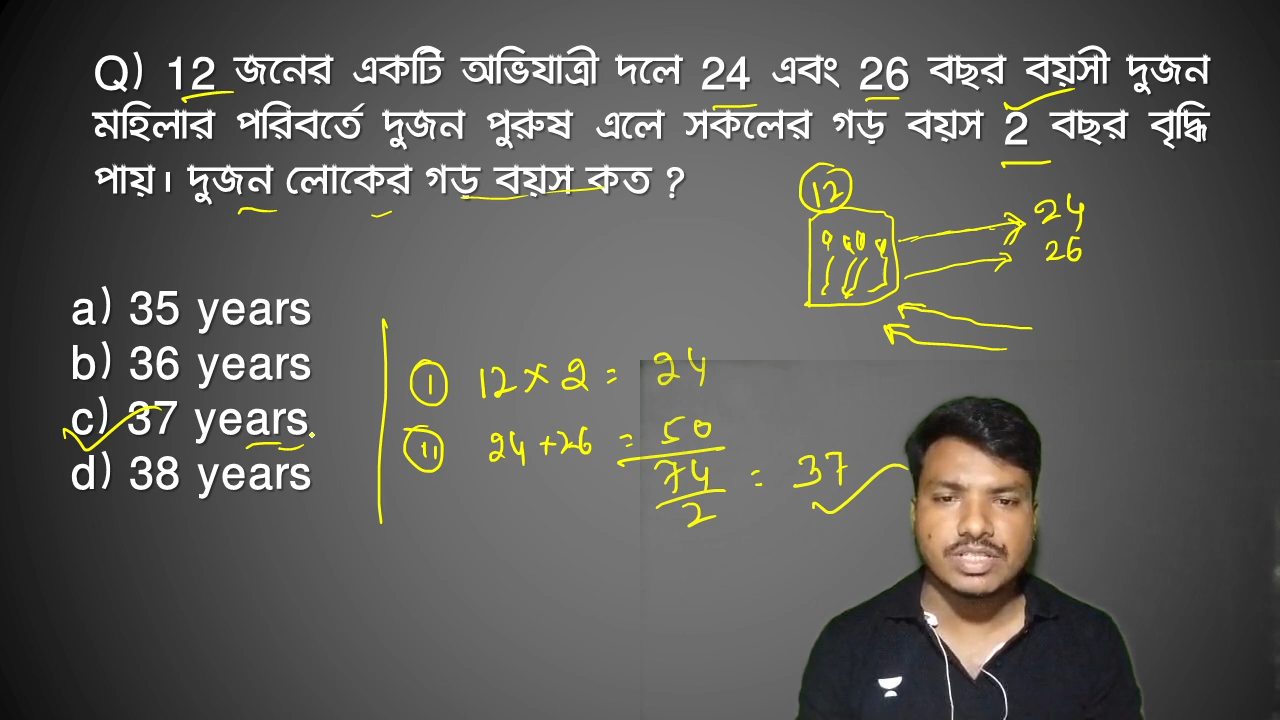 Q) 12 জনের একটি অভিযাত্রী দলে 24 এবং 26 বছর বয়সী দুজন
মহিলার পরিবর্তে দুজন পুরুষ এলে সকলের গড় বয়স 2 বছর বৃদ্ধি
পায়। দুজন লোকের গড় বয়স কত ?
12
24
26
a) 35 years
b) 36 years
c) 37 years
d) 38 years
① 12 × 2 = 24
⑪ 24 + 26 = 50
74
2
= 37